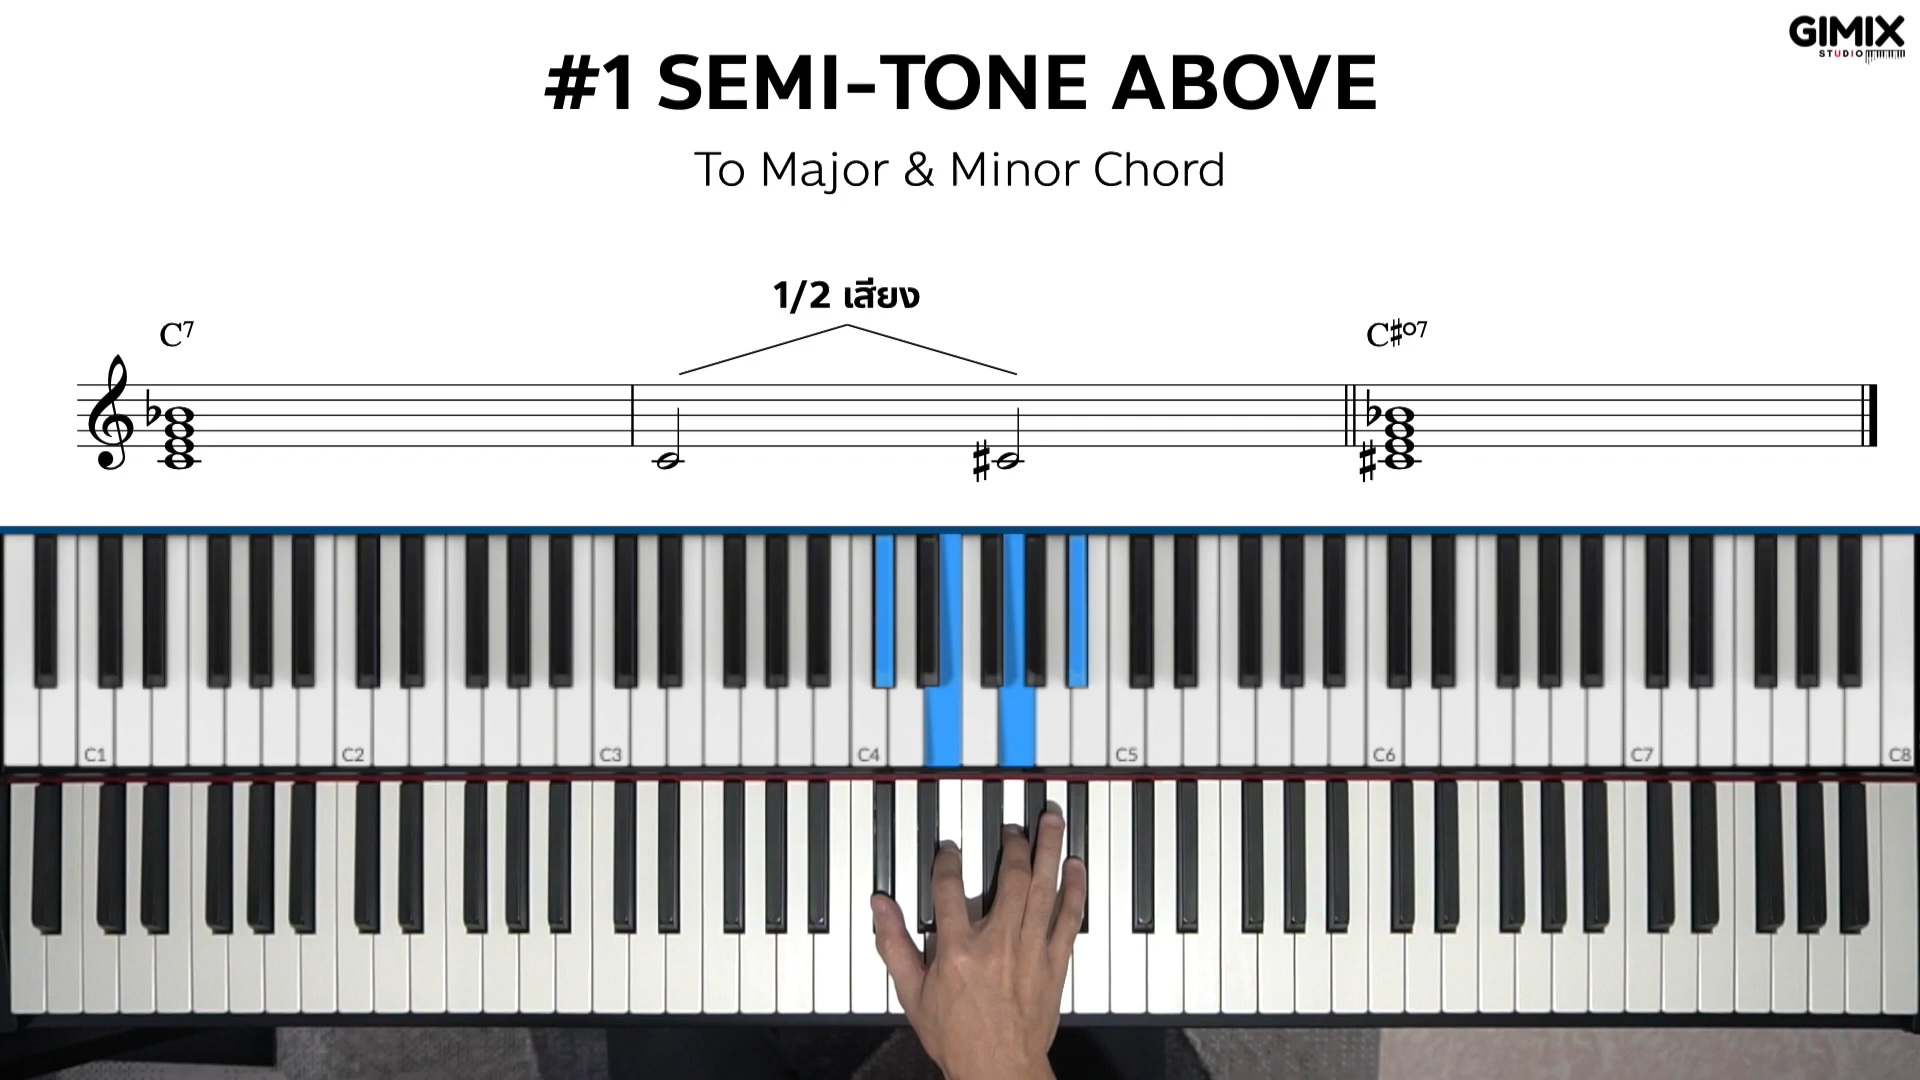 GIMIX
STUDIO
#1 SEMI-TONE ABOVE
To Major & Minor Chord
1/2 เสียง
C7
C#o7
C1 C2 C3 C4 C5 C6 C7 C8